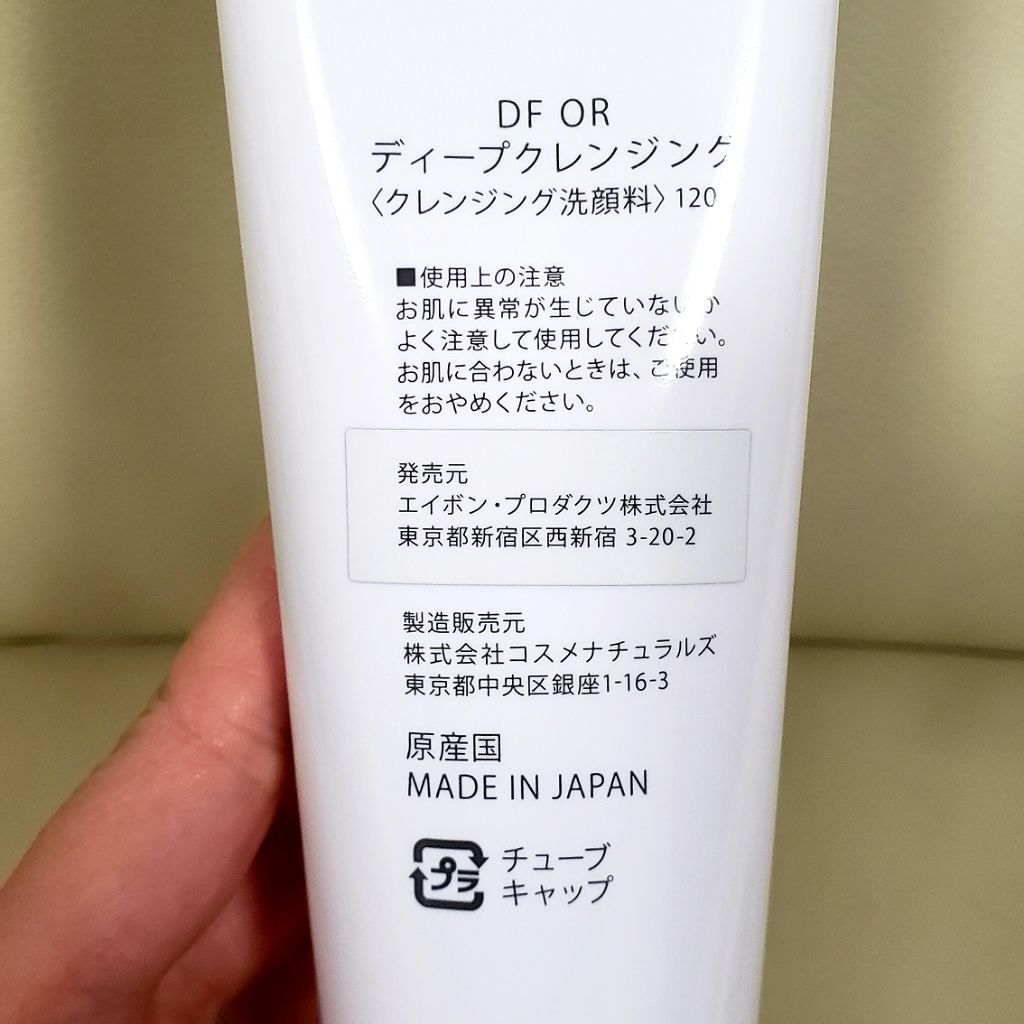 DF OR
ディープクレンジング
〈クレンジング洗顔料〉120
■使用上の注意
お肌に異常が生じていないか
よく注意して使用してください。
お肌に合わないときは、ご使用
をおやめください。
発売元
エイボン・プロダクツ株式会社
東京都新宿区西新宿 3-20-2
製造販売元
株式会社コスメナチュラルズ
東京都中央区銀座1-16-3
原産国
MADE IN JAPAN
プラ チューブ
キャップ